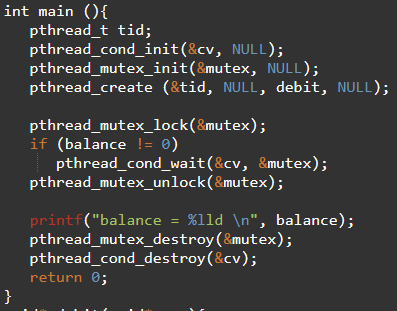 int main (){
pthread_t tid;
pthread_cond_init(&cv, NULL);
pthread_mutex_init(&mutex, NULL);
pthread_create (&tid, NULL, debit, NULL);
pthread_mutex_lock(&mutex);
if (balance != 0)
pthread_cond_wait(&cv, &mutex);
pthread_mutex_unlock(&mutex);
printf("balance = %lld \n", balance);
pthread_mutex_destroy(&mutex);
pthread_cond_destroy(&cv);
return 0;
}